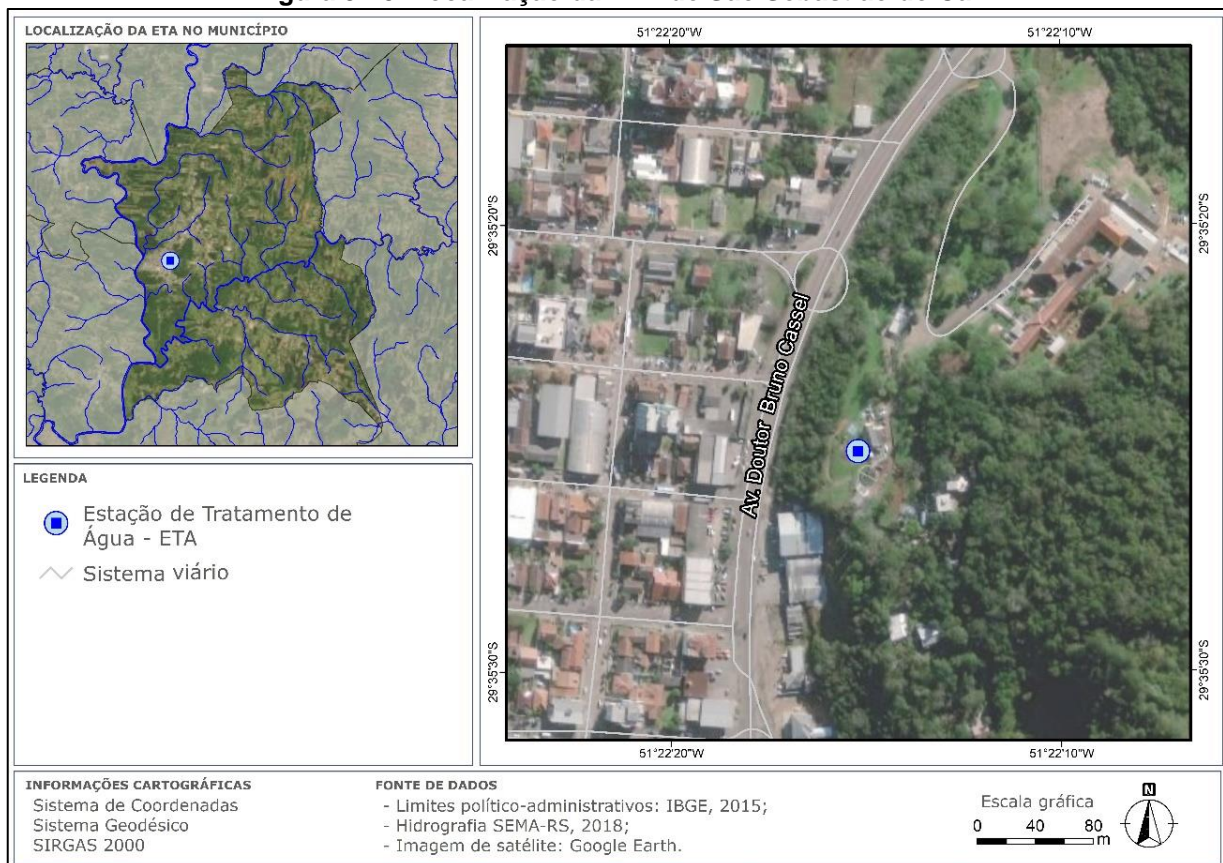 LOCALIZAÇÃO DA ETA NO MUNICÍPIO
LEGENDA
Estação de Tratamento de
Água - ETA
Sistema viário
51°22'20"W
51°22'10"W
29°35'20"S
29°35'20"S
Av. Doutor Bruno Cassel
29°35'30"S
29°35'30"S
51°22'20"W
51°22'10"W
INFORMAÇÕES CARTOGRÁFICAS
Sistema de Coordenadas
Sistema Geodésico
SIRGAS 2000
FONTE DE DADOS
- Limites político-administrativos: IBGE, 2015;
- Hidrografia SEMA-RS, 2018;
- Imagem de satélite: Google Earth.
Escala gráfica
0 40 80
m
N